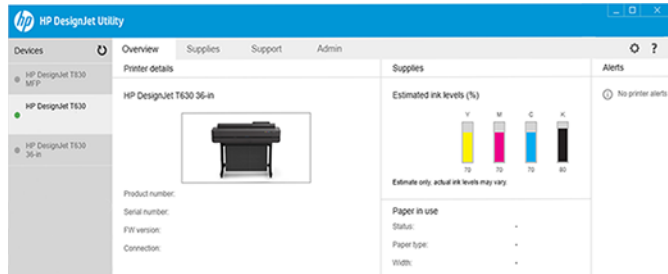 hp HP DesignJet Utility
Devices
Overview Supplies Support Admin
?
Printer details
Supplies
Alerts
HP DesignJet T830
MFP
HP DesignJet T630
HP DesignJet T630
36-in
HP DesignJet T630 36-in
Product number:
Serial number:
FW version:
Connection:
Estimated ink levels (%)
Y M C K
70 70 70 80
Estimate only, actual ink levels may vary.
Paper in use
Status: -
Paper type: -
Width: -
No printer alerts